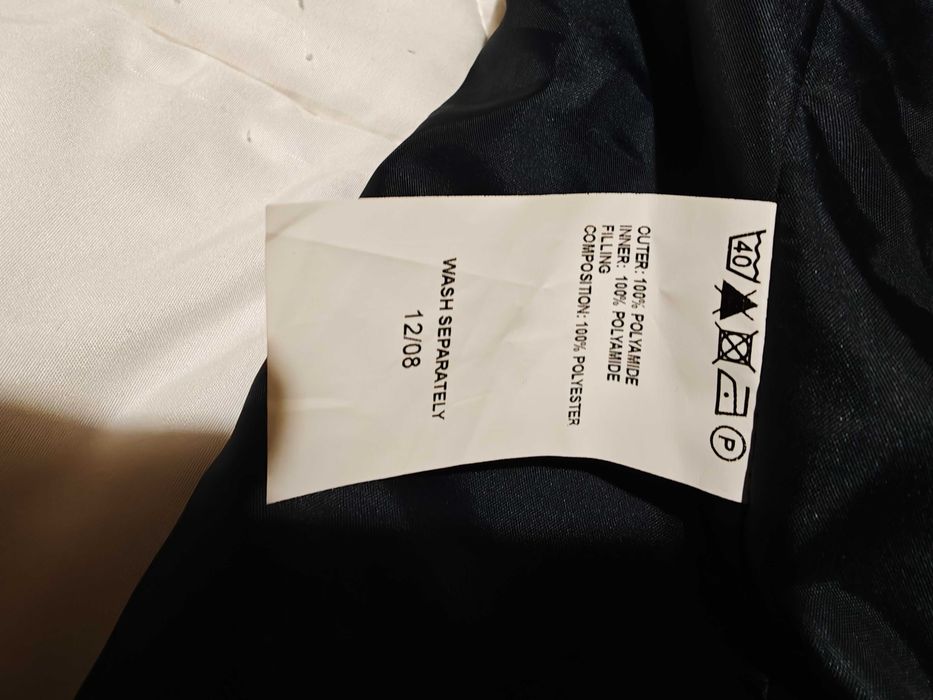 40
P
OUTER: 100% POLYAMIDE
INNER: 100% POLYAMIDE
FILLING
COMPOSITION: 100% POLYESTER
WASH SEPARATELY
12/08